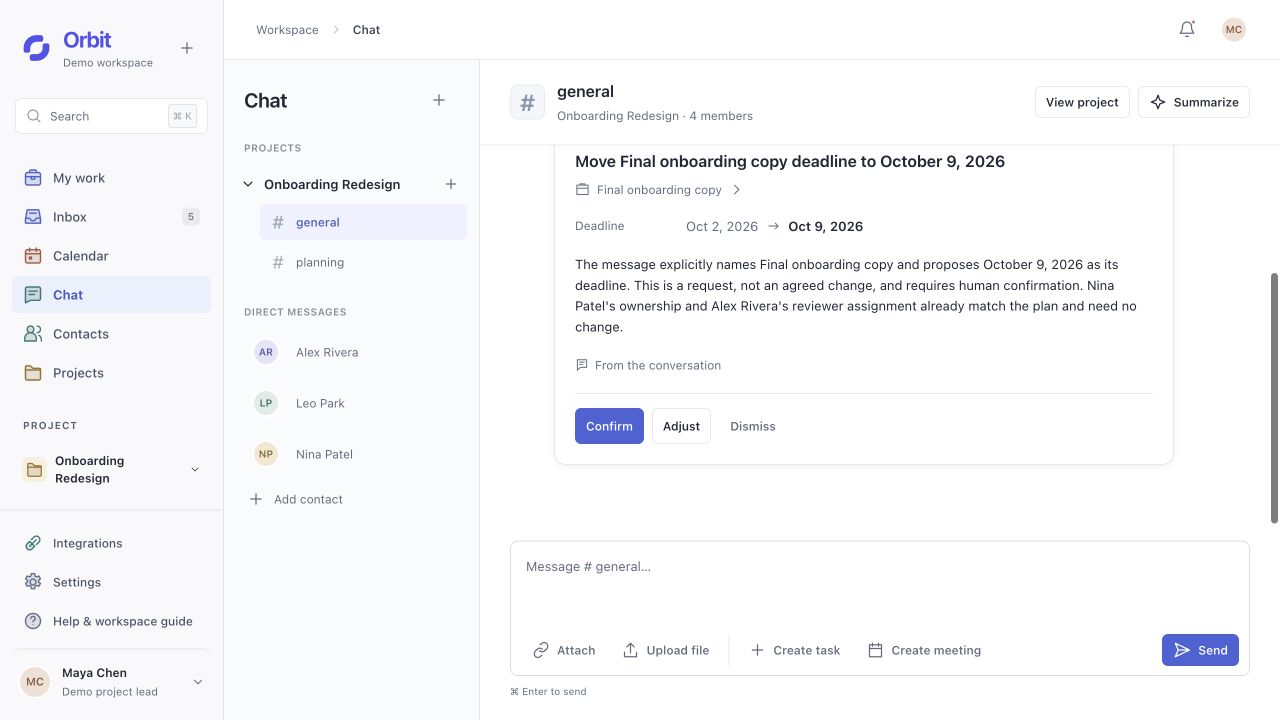 Orbit
Demo workspace
Search
⌘ K
My work
Inbox
5
Calendar
Chat
Contacts
Projects
PROJECT
Onboarding
Redesign
Integrations
Settings
Help & workspace guide
MC
Maya Chen
Demo project lead
Workspace
Chat
MC
Chat
PROJECTS
Onboarding Redesign
# general
# planning
DIRECT MESSAGES
AR Alex Rivera
LP Leo Park
NP Nina Patel
Add contact
# general
Onboarding Redesign · 4 members
View project
Summarize
Move Final onboarding copy deadline to October 9, 2026
Final onboarding copy
Deadline Oct 2, 2026 → Oct 9, 2026
The message explicitly names Final onboarding copy and proposes October 9, 2026 as its
deadline. This is a request, not an agreed change, and requires human confirmation. Nina
Patel's ownership and Alex Rivera's reviewer assignment already match the plan and need no
change.
From the conversation
Confirm
Adjust
Dismiss
Message # general...
Attach
Upload file
Create task
Create meeting
Send
⌘ Enter to send